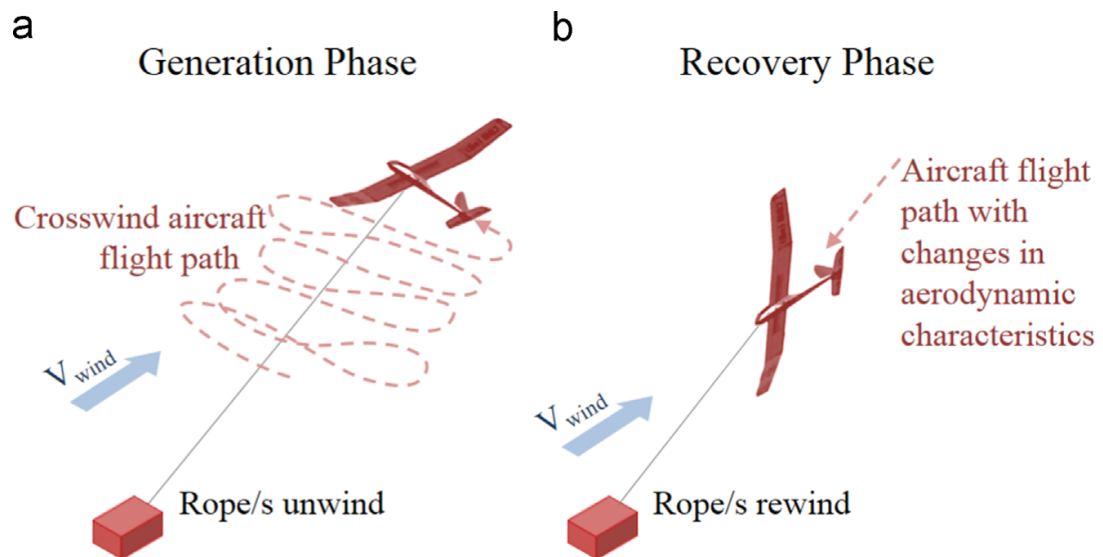 a
Generation Phase
Crosswind aircraft
flight path
V wind
Rope/s unwind
b
Recovery Phase
Aircraft flight
path with
changes in
aerodynamic
characteristics
V wind
Rope/s rewind